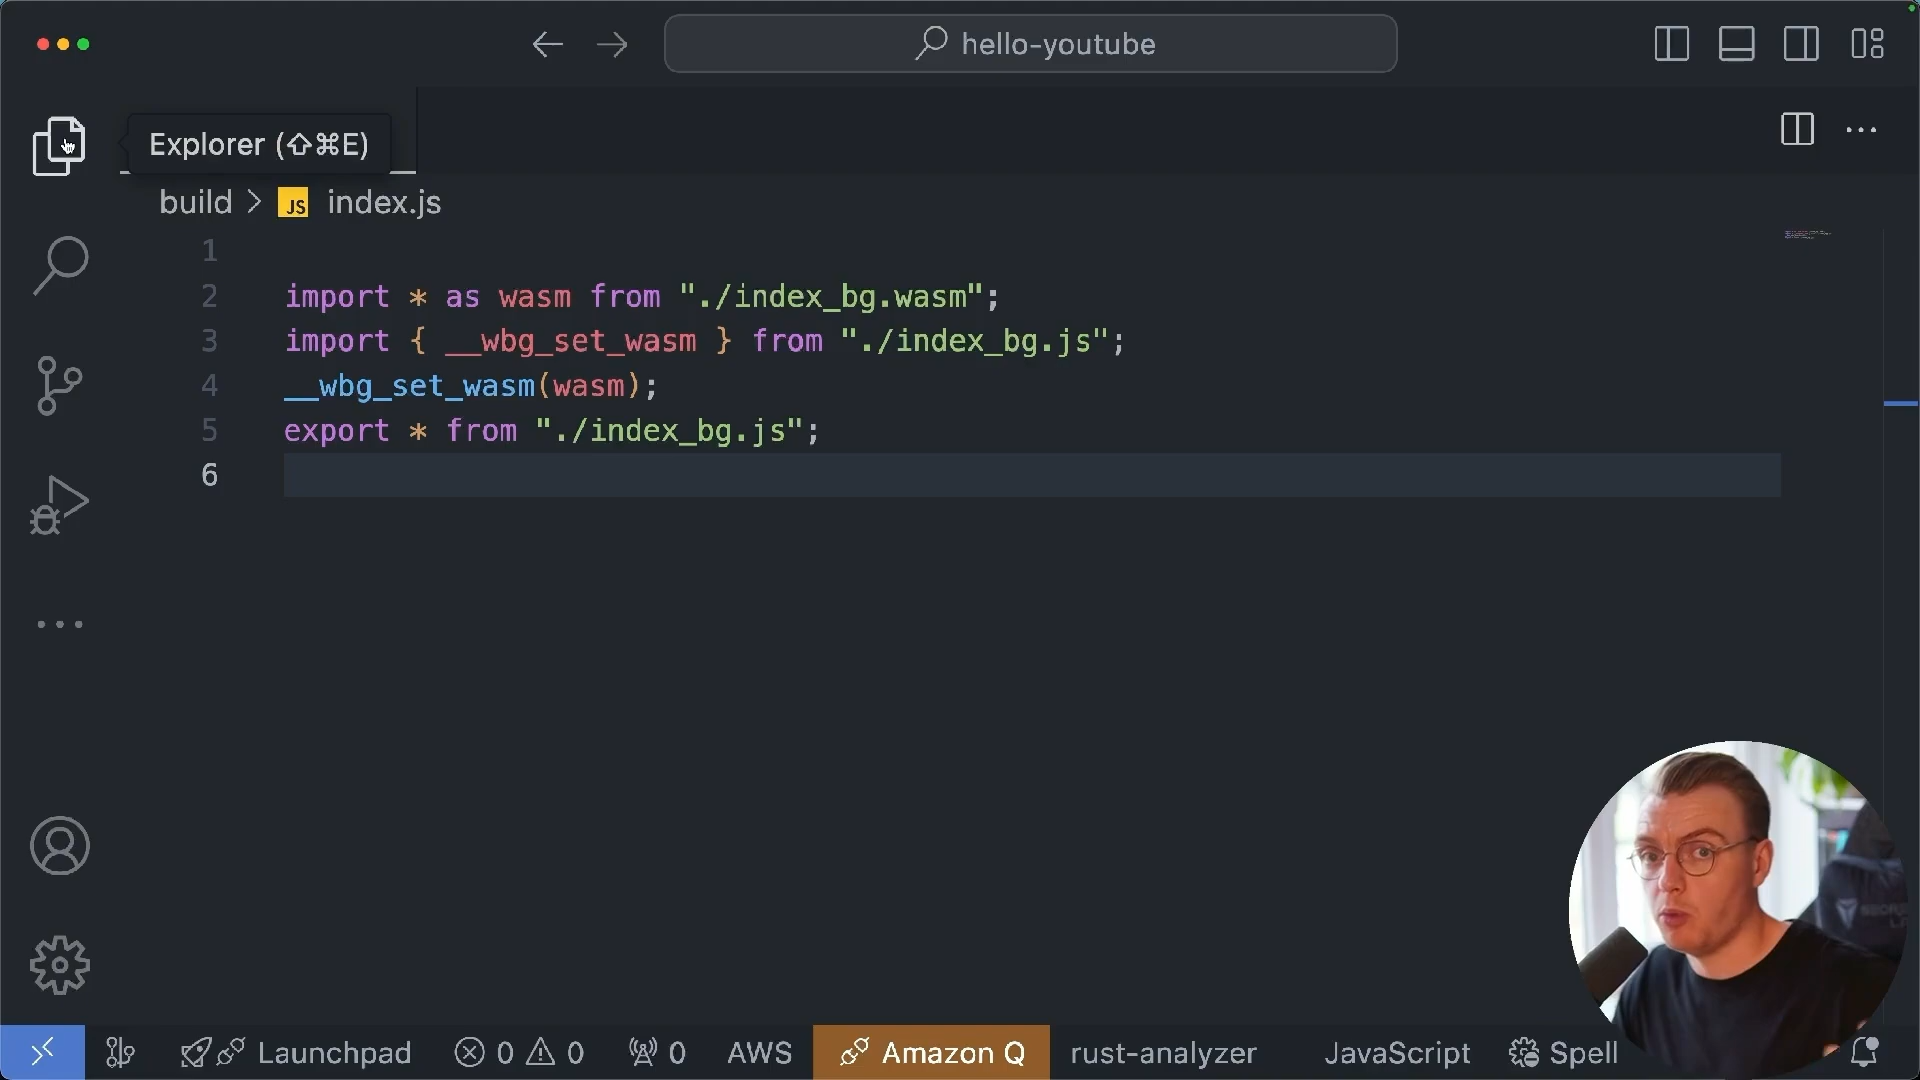 hello-youtube
Explorer (⇧⌘E)
build > JS index.js
1
2 import * as wasm from "./index_bg.wasm";
3 import { __wbg_set_wasm } from "./index_bg.js";
4 __wbg_set_wasm(wasm);
5 export * from "./index_bg.js";
6
Launchpad 0 0 0 AWS Amazon Q rust-analyzer JavaScript Spell